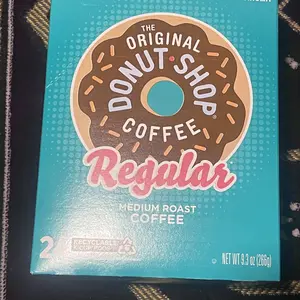 THE
ORIGINAL
DONUT·SHOP
COFFEE
Regular
MEDIUM ROAST
COFFEE
2
RECYCLABLE
NET WT 9.3 oz (266g)